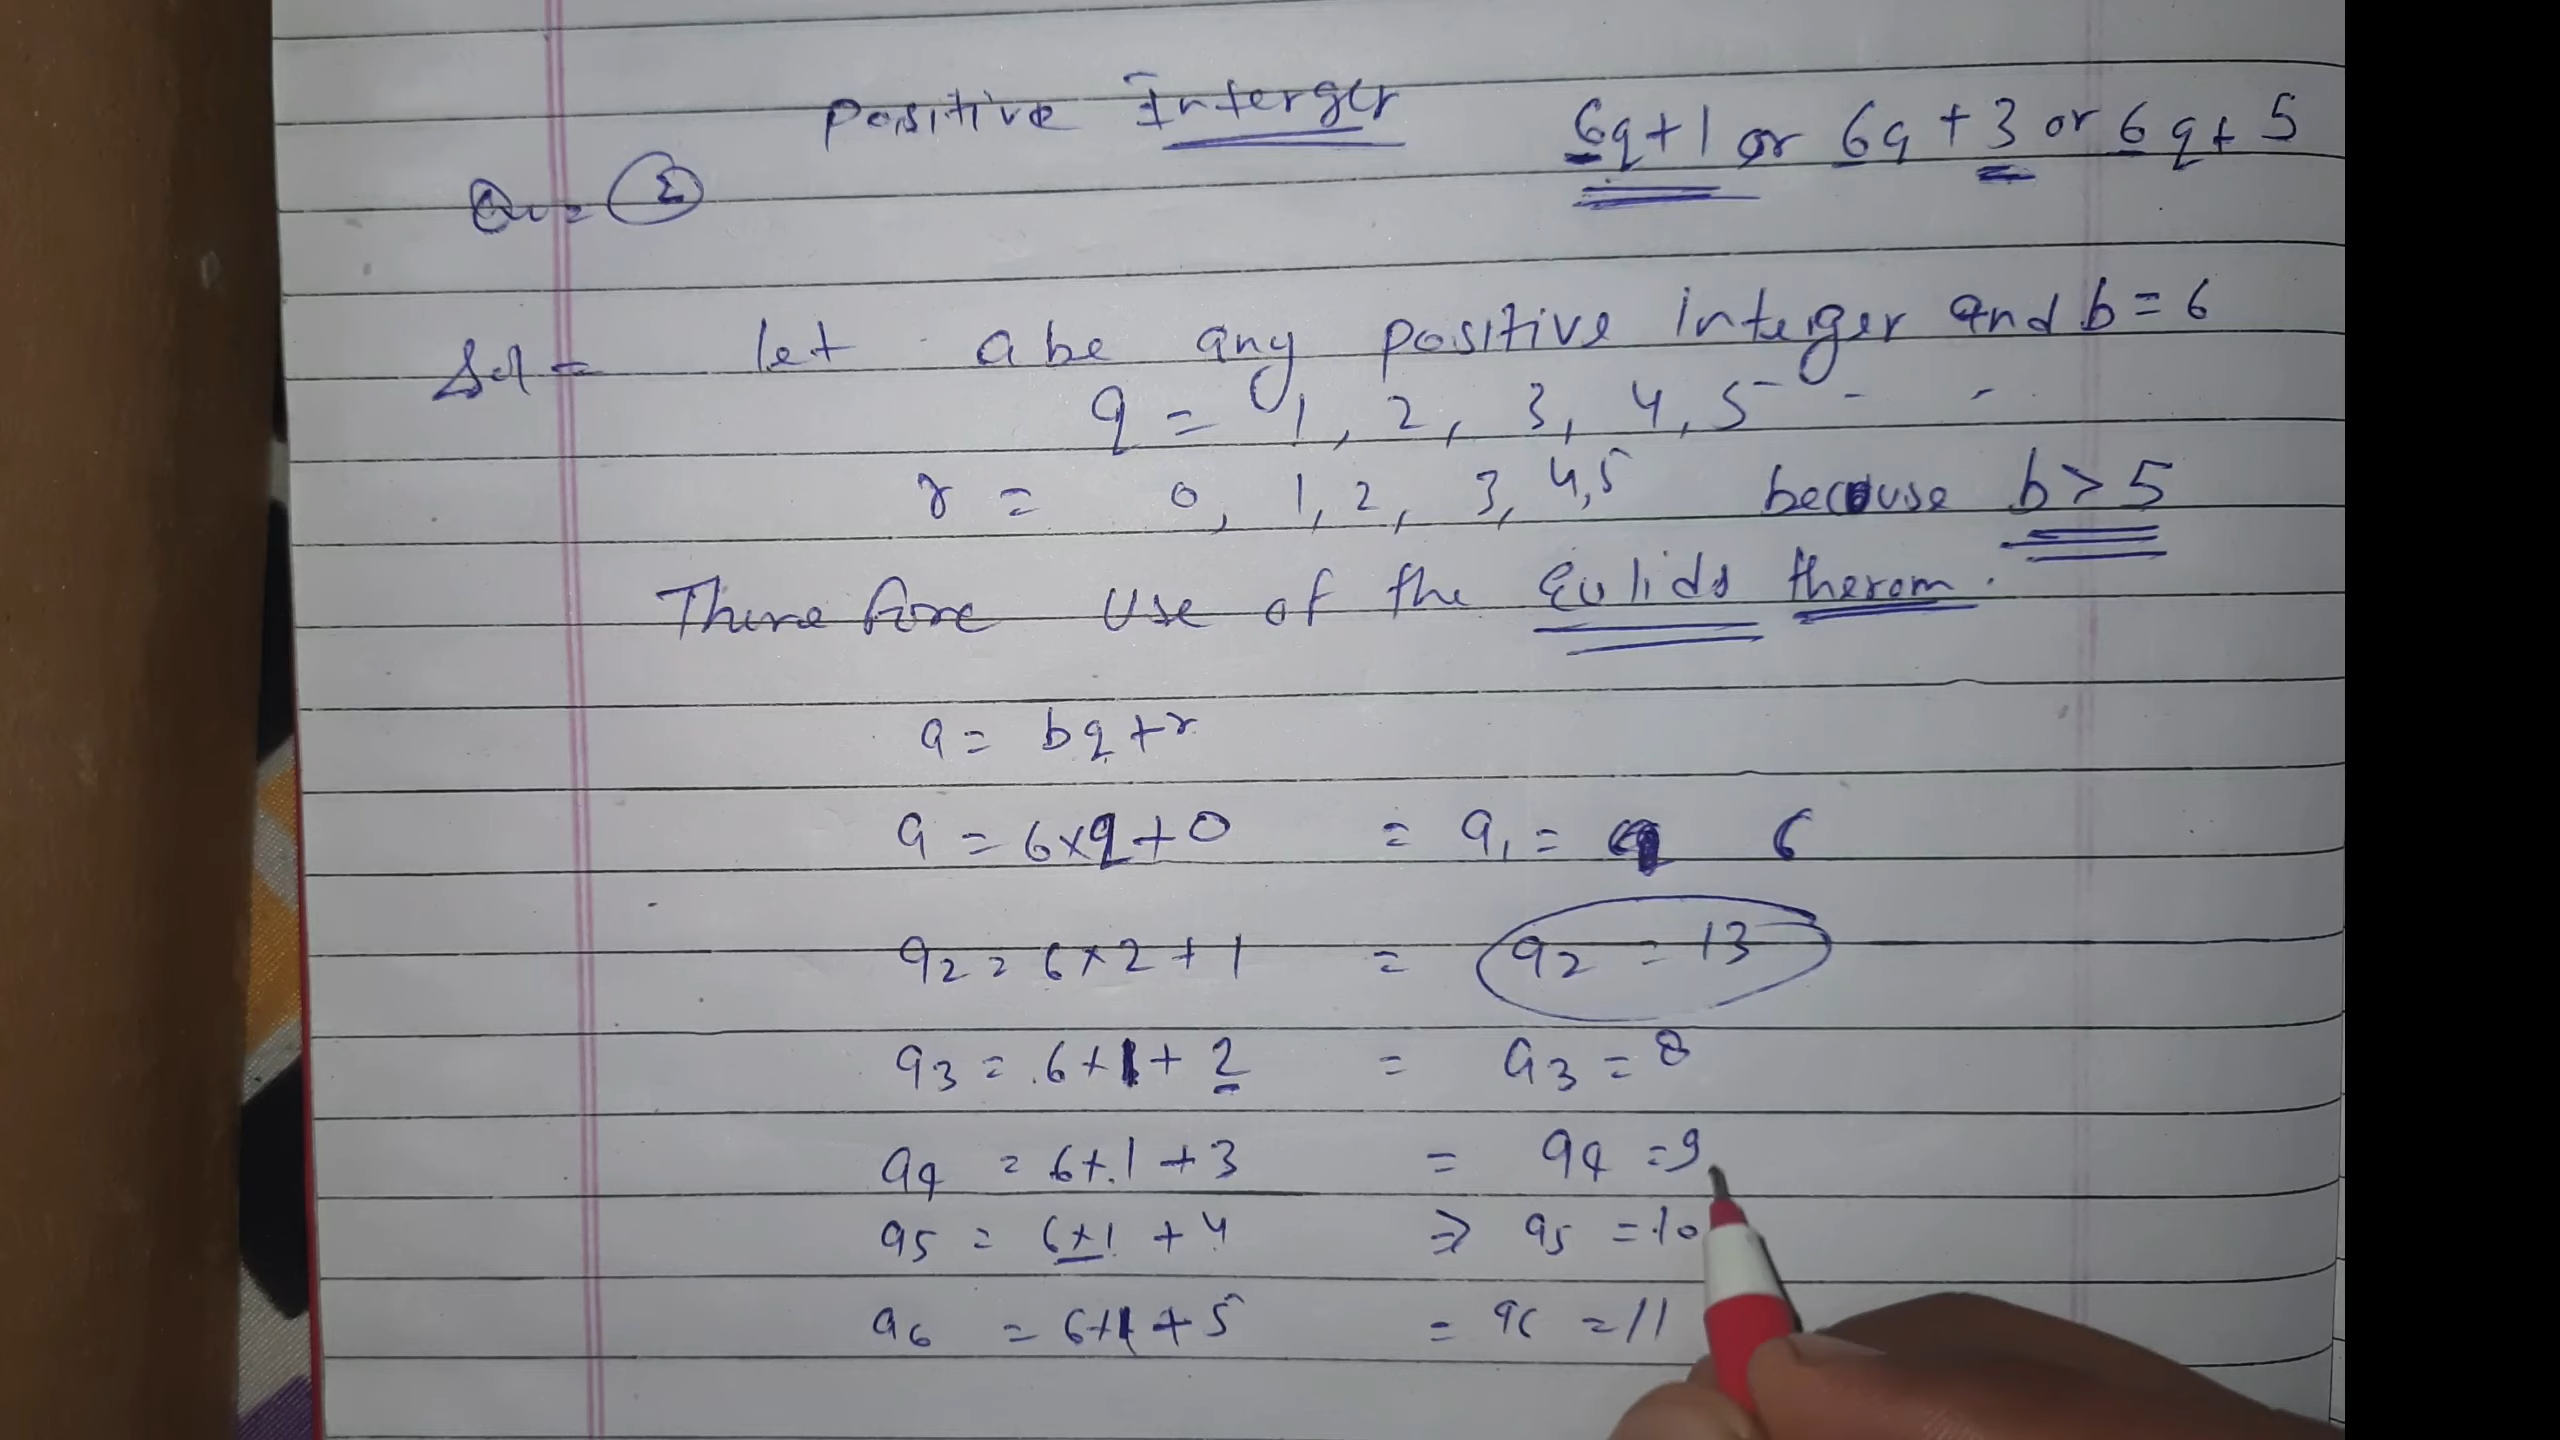 Positive Interger 6q+1 or 6q+3 or 6q+5
Qu=
Sol= let a be any positive interger and b=6
q = 1, 2, 3, 4, 5 - - -
r = 0, 1, 2, 3, 4, 5 because b > 5
There fore Use of the Eulids therom.
a = bq+r
a = 6×q+0 = a1 = 6
a2 = 6×2+1 = a2 = 13
a3 = 6×1+2 = a3 = 8
a4 = 6×1+3 = a4 = 9
a5 = 6×1+4 ⇒ a5 = 10
a6 = 6×1+5 = a6 = 11